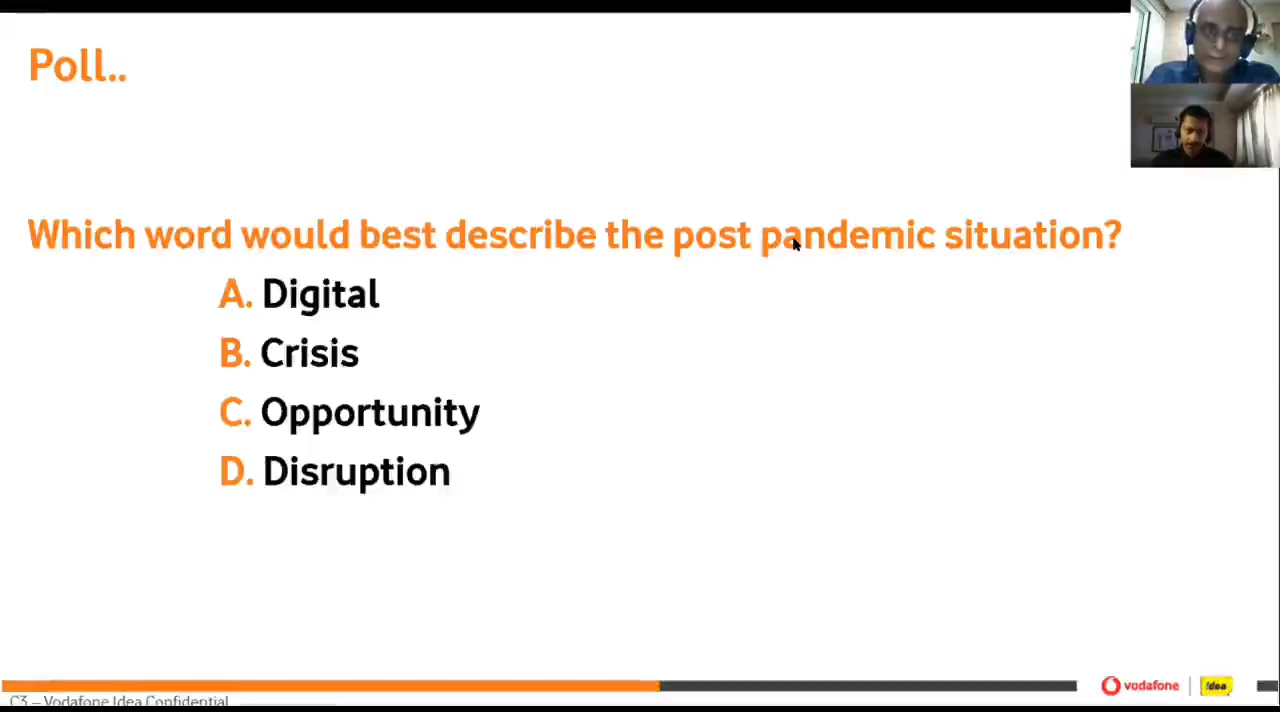 Poll..
Which word would best describe the post pandemic situation?
A. Digital
B. Crisis
C. Opportunity
D. Disruption
vodafone
!dea
C3 – Vodafone Idea Confidential